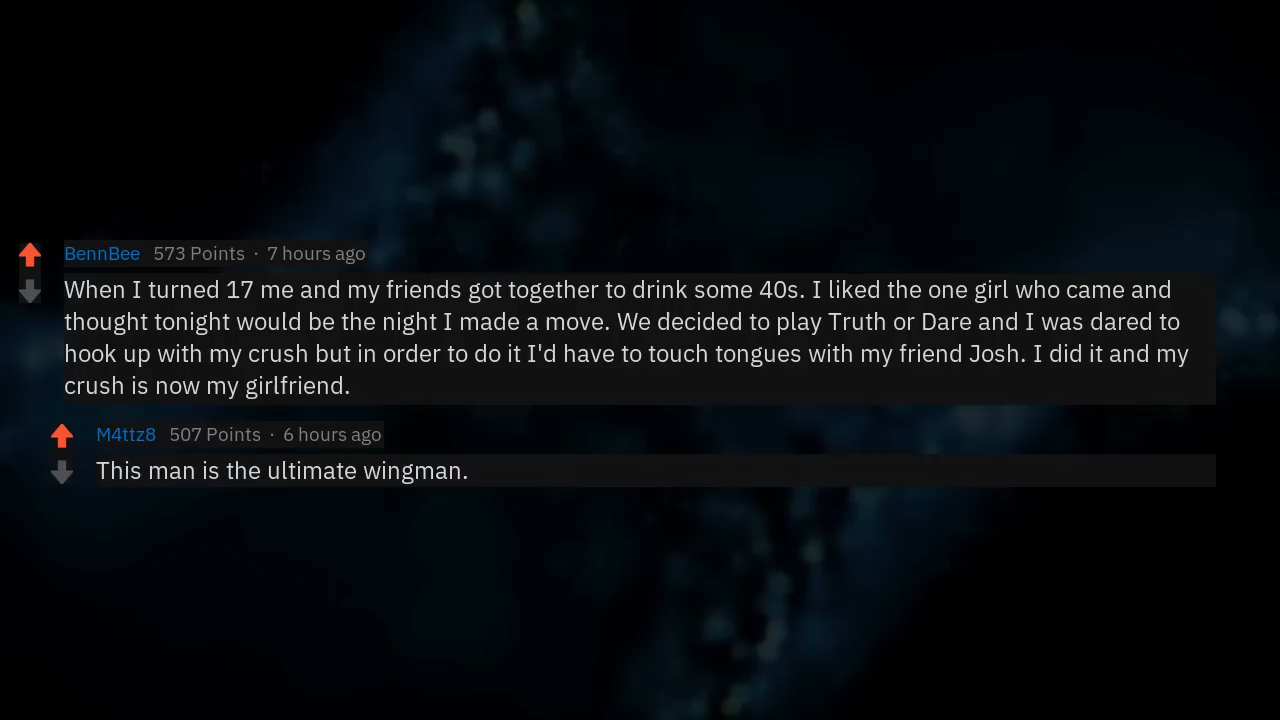 BennBee 573 Points · 7 hours ago
When I turned 17 me and my friends got together to drink some 40s. I liked the one girl who came and
thought tonight would be the night I made a move. We decided to play Truth or Dare and I was dared to
hook up with my crush but in order to do it I'd have to touch tongues with my friend Josh. I did it and my
crush is now my girlfriend.
M4ttz8 507 Points · 6 hours ago
This man is the ultimate wingman.